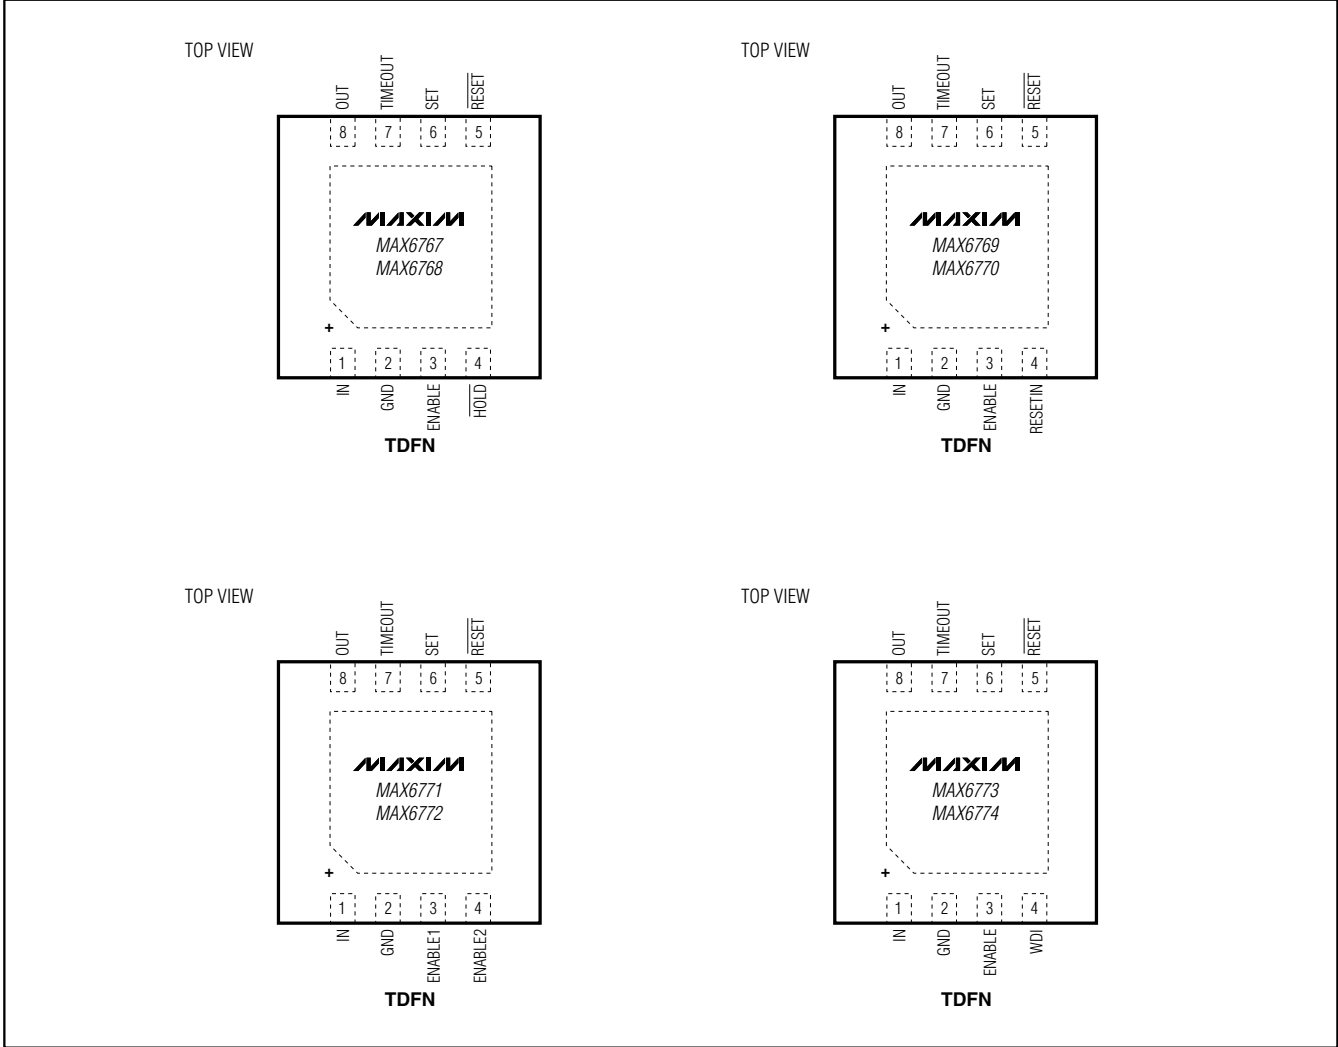 TOP VIEW
OUT
TIMEOUT
SET
RESET
8 7 6 5
MAXIM
MAX6767
MAX6768
+
1 2 3 4
IN
GND
ENABLE
HOLD
TDFN
TOP VIEW
OUT
TIMEOUT
SET
RESET
8 7 6 5
MAXIM
MAX6769
MAX6770
+
1 2 3 4
IN
GND
ENABLE
RESETIN
TDFN
TOP VIEW
OUT
TIMEOUT
SET
RESET
8 7 6 5
MAXIM
MAX6771
MAX6772
+
1 2 3 4
IN
GND
ENABLE1
ENABLE2
TDFN
TOP VIEW
OUT
TIMEOUT
SET
RESET
8 7 6 5
MAXIM
MAX6773
MAX6774
+
1 2 3 4
IN
GND
ENABLE
WDI
TDFN